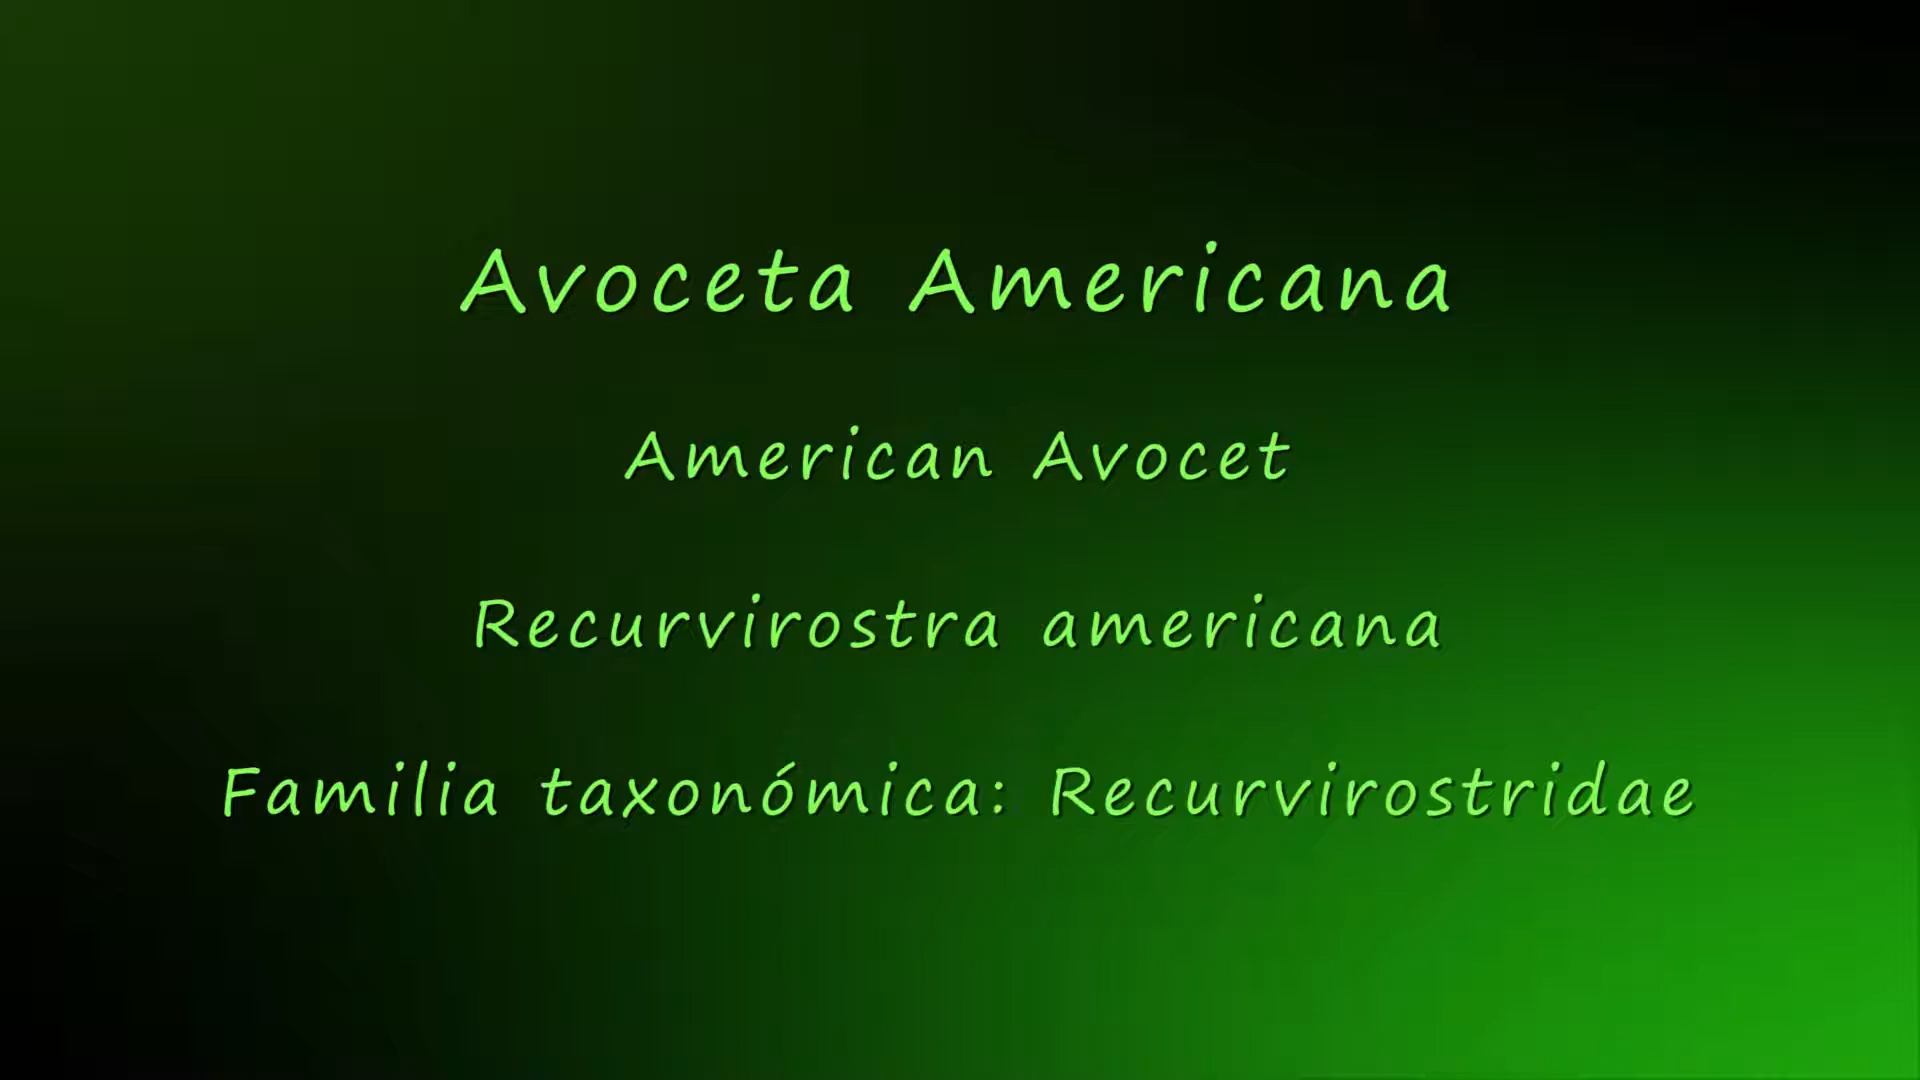 Avoceta Americana
American Avocet
Recurvirostra americana
Familia taxonómica: Recurvirostridae